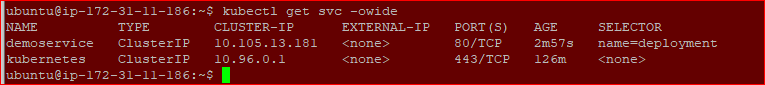 ubuntu@ip-172-31-11-186:~$ kubectl get svc -owide
NAME TYPE CLUSTER-IP EXTERNAL-IP PORT(S) AGE SELECTOR
demoservice ClusterIP 10.105.13.181 <none> 80/TCP 2m57s name=deployment
kubernetes ClusterIP 10.96.0.1 <none> 443/TCP 126m <none>
ubuntu@ip-172-31-11-186:~$